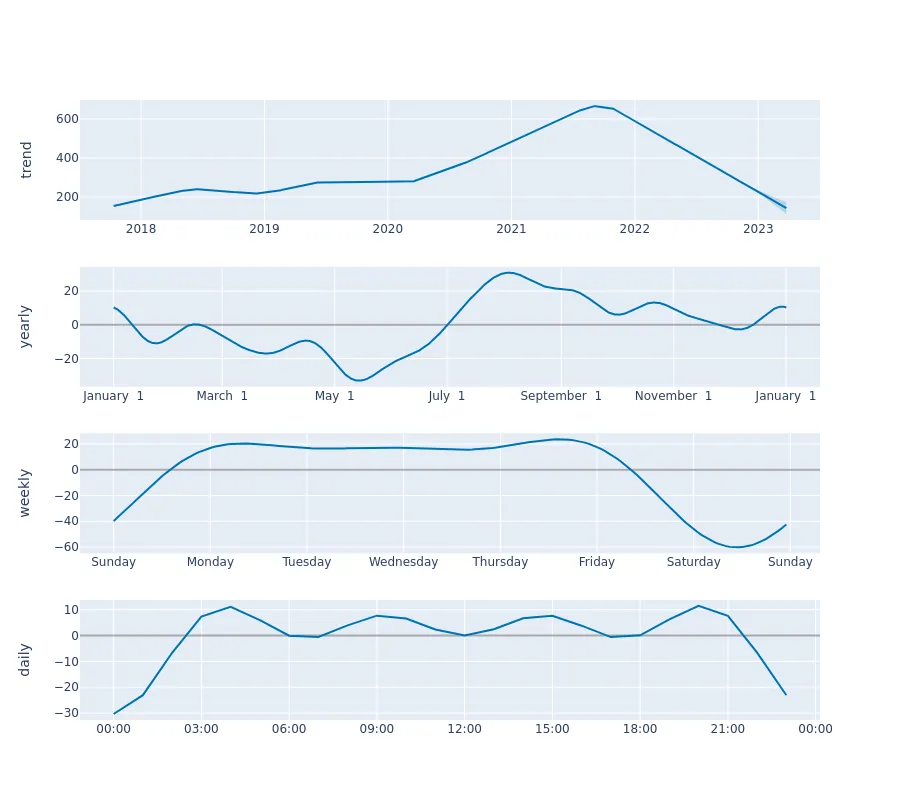 600
400
200
trend
2018 2019 2020 2021 2022 2023
20
0
−20
yearly
January 1 March 1 May 1 July 1 September 1 November 1 January 1
20
0
−20
−40
−60
weekly
Sunday Monday Tuesday Wednesday Thursday Friday Saturday Sunday
10
0
−10
−20
−30
daily
00:00 03:00 06:00 09:00 12:00 15:00 18:00 21:00 00:00